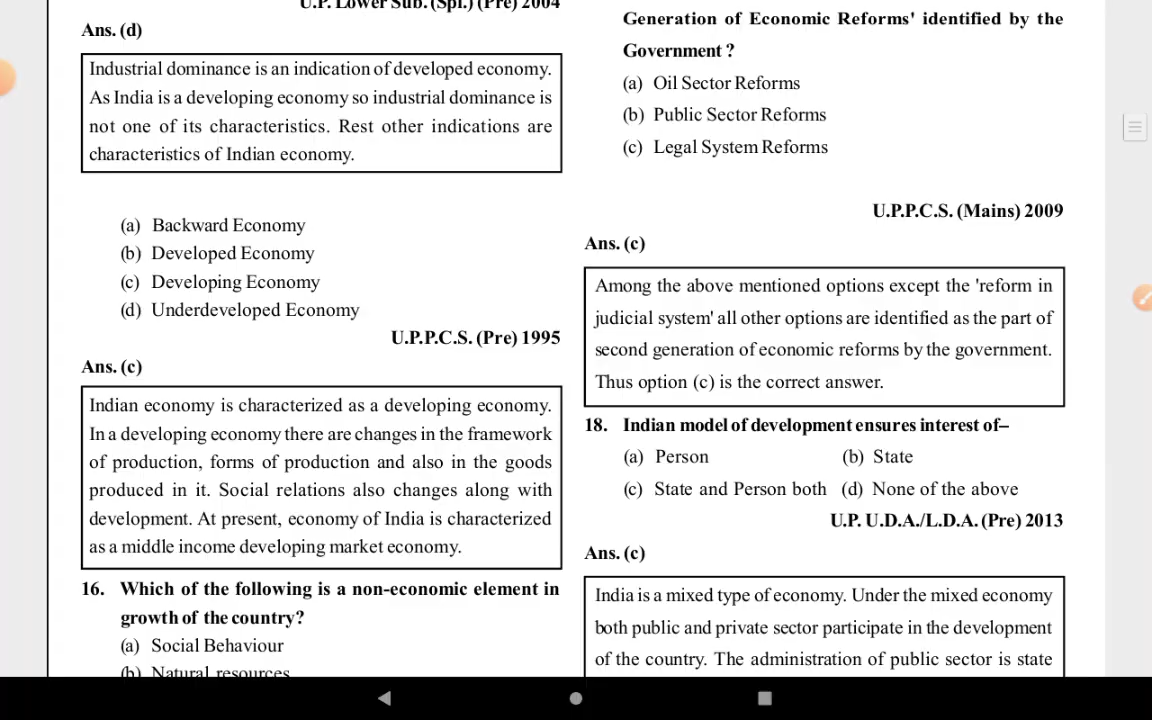 U.P. Lower Sub. (Spl.) (Pre) 2004
Ans. (d)
Industrial dominance is an indication of developed economy.
As India is a developing economy so industrial dominance is
not one of its characteristics. Rest other indications are
characteristics of Indian economy.
(a) Backward Economy
(b) Developed Economy
(c) Developing Economy
(d) Underdeveloped Economy
U.P.P.C.S. (Pre) 1995
Ans. (c)
Indian economy is characterized as a developing economy.
In a developing economy there are changes in the framework
of production, forms of production and also in the goods
produced in it. Social relations also changes along with
development. At present, economy of India is characterized
as a middle income developing market economy.
16. Which of the following is a non-economic element in
growth of the country?
(a) Social Behaviour
(b) Natural resources
Generation of Economic Reforms' identified by the
Government ?
(a) Oil Sector Reforms
(b) Public Sector Reforms
(c) Legal System Reforms
U.P.P.C.S. (Mains) 2009
Ans. (c)
Among the above mentioned options except the 'reform in
judicial system' all other options are identified as the part of
second generation of economic reforms by the government.
Thus option (c) is the correct answer.
18. Indian model of development ensures interest of–
(a) Person (b) State
(c) State and Person both (d) None of the above
U.P. U.D.A./L.D.A. (Pre) 2013
Ans. (c)
India is a mixed type of economy. Under the mixed economy
both public and private sector participate in the development
of the country. The administration of public sector is state